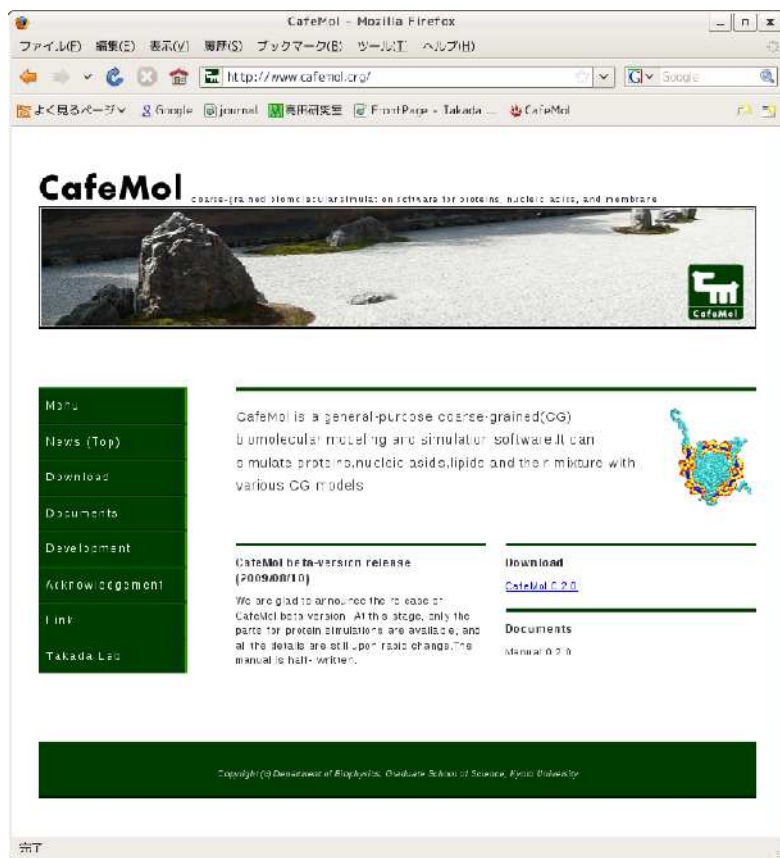 CafeMol - Mozilla Firefox
ファイル(F) 編集(E) 表示(V) 履歴(S) ブックマーク(B) ツール(T) ヘルプ(H)
http://www.cafemol.org/
Google
よく見るページ Google journal 高田研究室 FrontPage - Takada ... CafeMol
CafeMol coarse-grained biomolecular simulation software for proteins, nucleic acids, and membrane
CafeMol
Menu
News (Top)
Download
Documents
Development
Acknowledgement
Link
Takada Lab
CafeMol is a general-purpose coarse-grained(CG)
biomolecular modeling and simulation software.It can
simulate proteins,nucleic asids,lipids and their mixture with
various CG models
CafeMol beta-version release
(2009/08/10)
We are glad to announce the release of
CafeMol beta version. At this stage, only the
parts for protein simulations are available, and
all the details are still upon rapid change.The
manual is half- written.
Download
CafeMol 0.2.0
Documents
Manual 0.2.0
Copyright (c) Department of Biophysics, Graduate School of Science, Kyoto University
完了